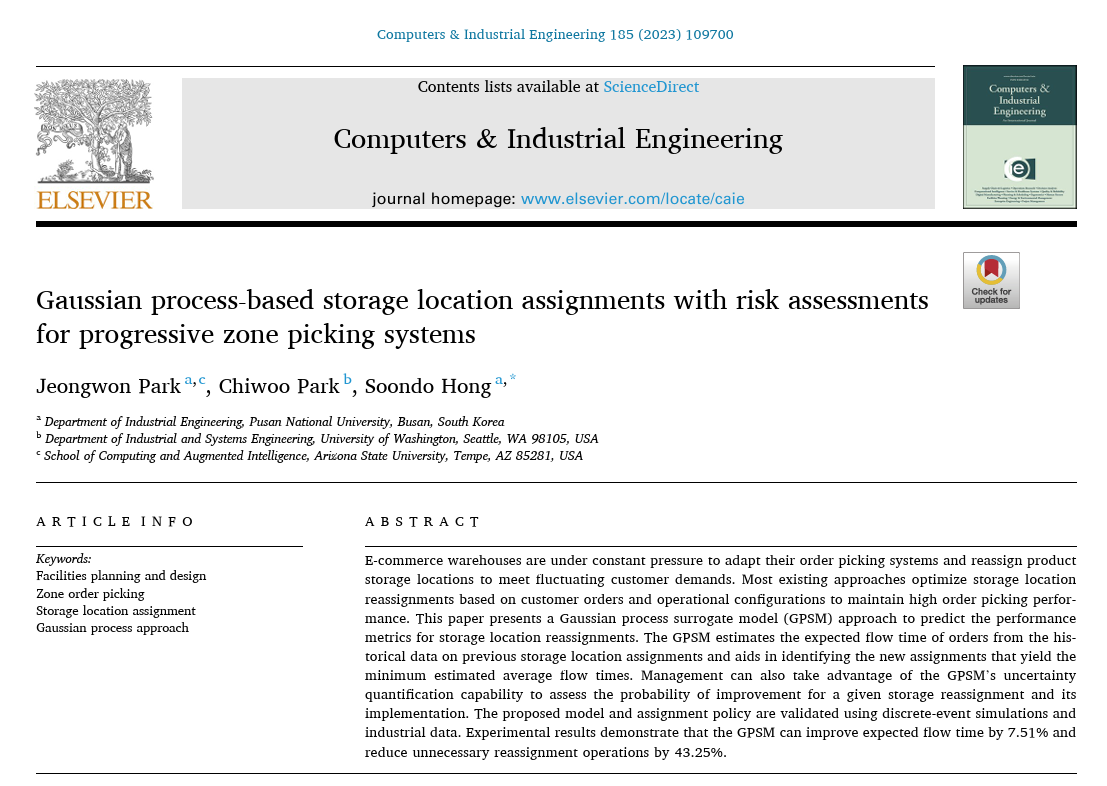 Computers & Industrial Engineering 185 (2023) 109700
Contents lists available at ScienceDirect
Computers & Industrial Engineering
journal homepage: www.elsevier.com/locate/caie
ELSEVIER
Computers &
Industrial
Engineering
Check for
updates
Gaussian process-based storage location assignments with risk assessments
for progressive zone picking systems
Jeongwon Park a,c, Chiwoo Park b, Soondo Hong a,*
a Department of Industrial Engineering, Pusan National University, Busan, South Korea
b Department of Industrial and Systems Engineering, University of Washington, Seattle, WA 98105, USA
c School of Computing and Augmented Intelligence, Arizona State University, Tempe, AZ 85281, USA
ARTICLE INFO
Keywords:
Facilities planning and design
Zone order picking
Storage location assignment
Gaussian process approach
ABSTRACT
E-commerce warehouses are under constant pressure to adapt their order picking systems and reassign product
storage locations to meet fluctuating customer demands. Most existing approaches optimize storage location
reassignments based on customer orders and operational configurations to maintain high order picking perfor-
mance. This paper presents a Gaussian process surrogate model (GPSM) approach to predict the performance
metrics for storage location reassignments. The GPSM estimates the expected flow time of orders from the his-
torical data on previous storage location assignments and aids in identifying the new assignments that yield the
minimum estimated average flow times. Management can also take advantage of the GPSM's uncertainty
quantification capability to assess the probability of improvement for a given storage reassignment and its
implementation. The proposed model and assignment policy are validated using discrete-event simulations and
industrial data. Experimental results demonstrate that the GPSM can improve expected flow time by 7.51% and
reduce unnecessary reassignment operations by 43.25%.